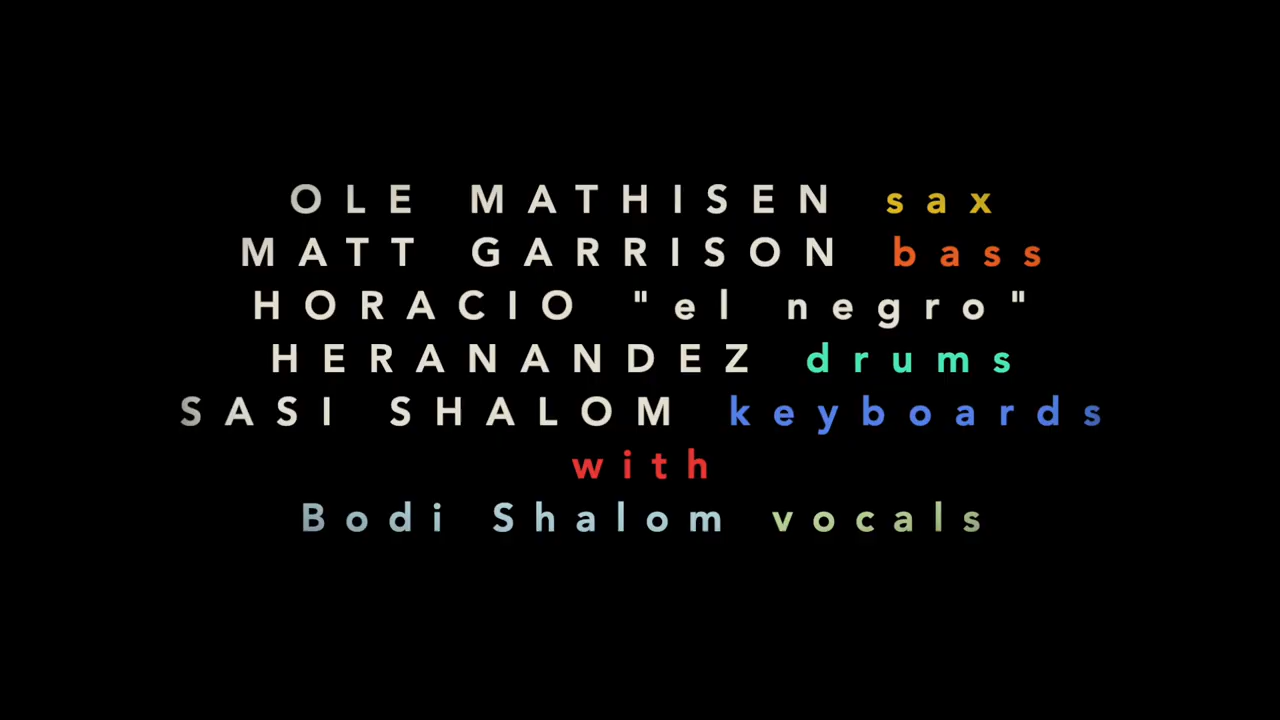 OLE MATHISEN sax
MATT GARRISON bass
HORACIO "el negro"
HERANANDEZ drums
SASI SHALOM keyboards
with
Bodi Shalom vocals